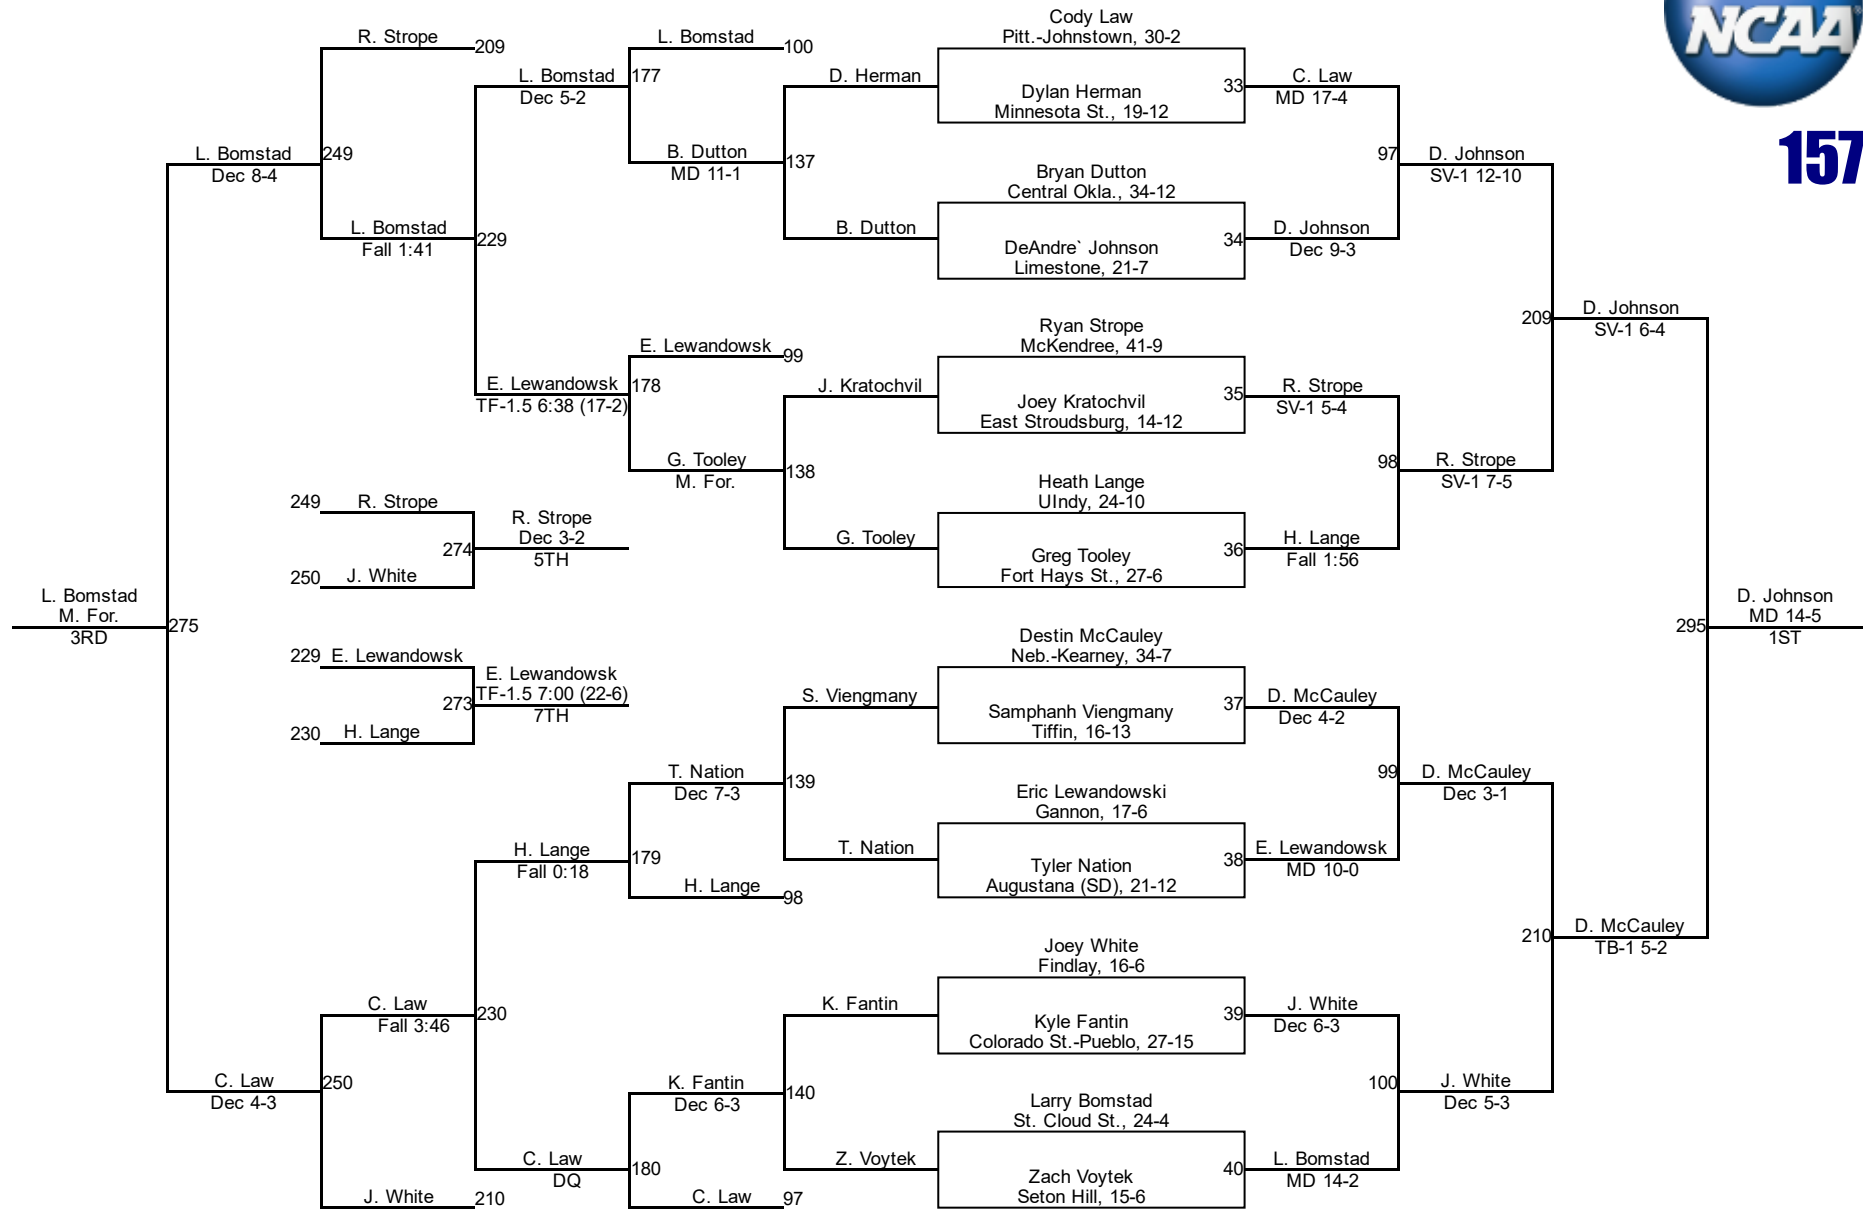 Cody Law
Pitt.-Johnstown, 30-2
NCAA
157
R. Strope
209
L. Bomstad
100
L. Bomstad
Dec 5-2
177
D. Herman
Dylan Herman
Minnesota St., 19-12
33
C. Law
MD 17-4
L. Bomstad
Dec 8-4
249
B. Dutton
MD 11-1
137
Bryan Dutton
Central Okla., 34-12
97
D. Johnson
SV-1 12-10
L. Bomstad
Fall 1:41
229
B. Dutton
DeAndre` Johnson
Limestone, 21-7
34
D. Johnson
Dec 9-3
209
D. Johnson
SV-1 6-4
E. Lewandowsk
99
Ryan Strope
McKendree, 41-9
E. Lewandowsk
TF-1.5 6:38 (17-2)
178
J. Kratochvil
Joey Kratochvil
East Stroudsburg, 14-12
35
R. Strope
SV-1 5-4
G. Tooley
M. For.
138
Heath Lange
UIndy, 24-10
98
R. Strope
SV-1 7-5
249
R. Strope
R. Strope
Dec 3-2
5TH
274
250
J. White
G. Tooley
Greg Tooley
Fort Hays St., 27-6
36
H. Lange
Fall 1:56
L. Bomstad
M. For.
3RD
275
295
D. Johnson
MD 14-5
1ST
229
E. Lewandowsk
E. Lewandowsk
TF-1.5 7:00 (22-6)
7TH
273
230
H. Lange
Destin McCauley
Neb.-Kearney, 34-7
S. Viengmany
Samphanh Viengmany
Tiffin, 16-13
37
D. McCauley
Dec 4-2
T. Nation
Dec 7-3
139
Eric Lewandowski
Gannon, 17-6
99
D. McCauley
Dec 3-1
H. Lange
Fall 0:18
179
T. Nation
Tyler Nation
Augustana (SD), 21-12
38
E. Lewandowsk
MD 10-0
H. Lange
98
210
D. McCauley
TB-1 5-2
Joey White
Findlay, 16-6
C. Law
Fall 3:46
230
K. Fantin
Kyle Fantin
Colorado St.-Pueblo, 27-15
39
J. White
Dec 6-3
C. Law
Dec 4-3
250
K. Fantin
Dec 6-3
140
Larry Bomstad
St. Cloud St., 24-4
100
J. White
Dec 5-3
C. Law
DQ
180
Z. Voytek
Zach Voytek
Seton Hill, 15-6
40
L. Bomstad
MD 14-2
J. White
210
C. Law
97